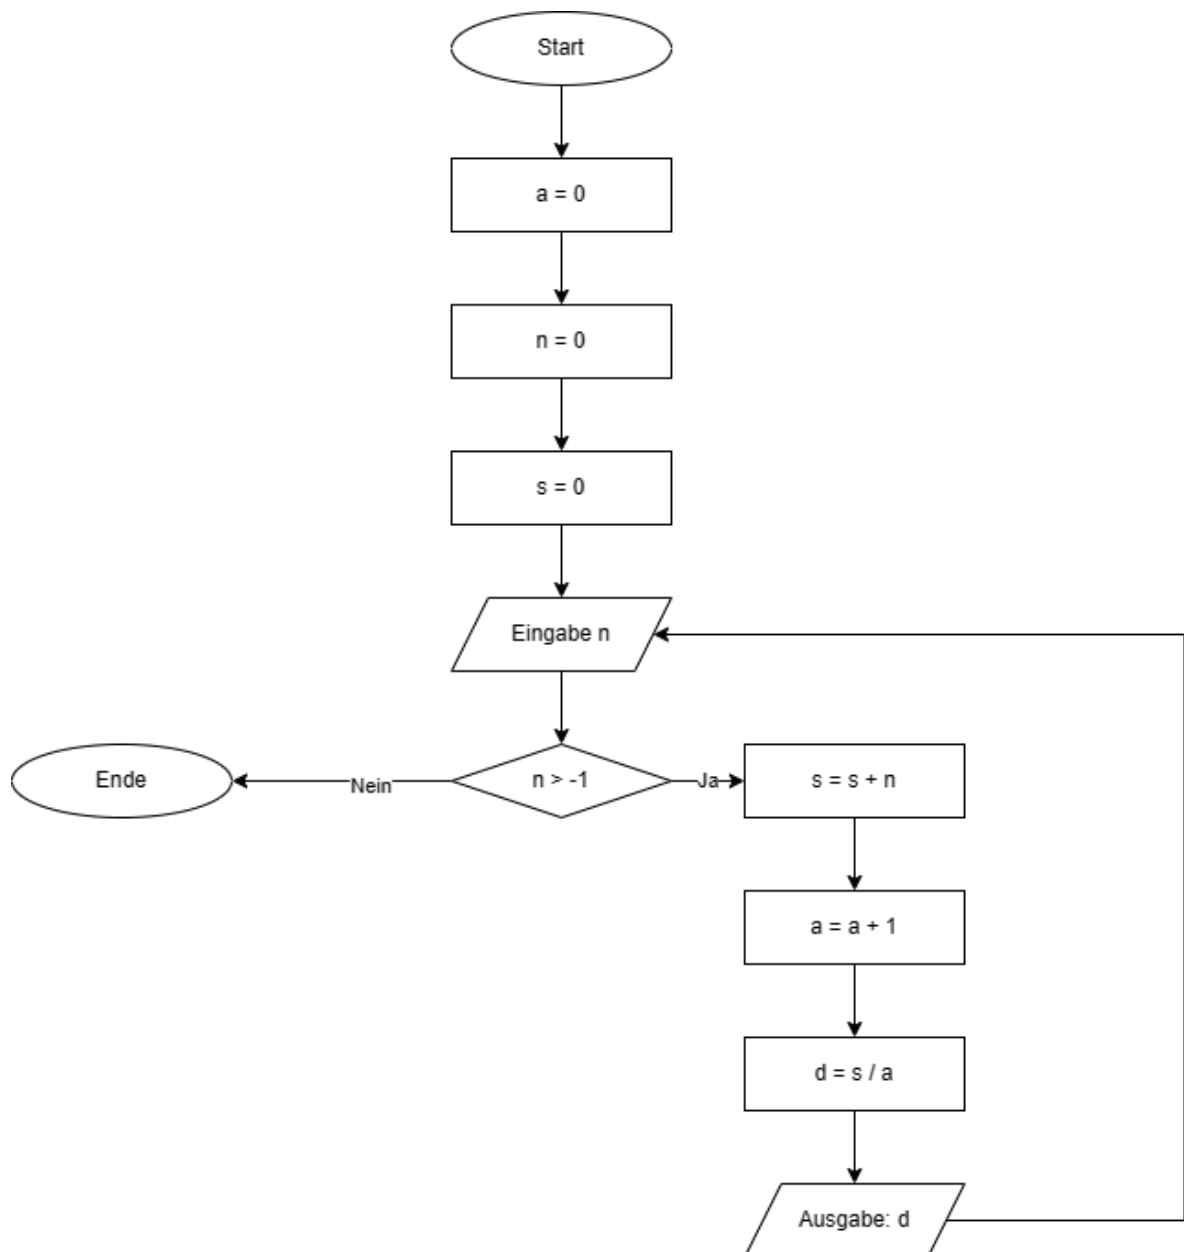 Start
a = 0
n = 0
s = 0
Eingabe n
n > -1
Nein
Ende
Ja
s = s + n
a = a + 1
d = s / a
Ausgabe: d